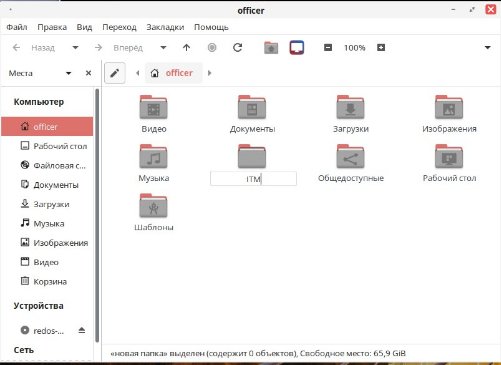 officer
Файл Правка Вид Переход Закладки Помощь
Назад Вперёд 100%
Места officer
Компьютер
officer
Рабочий стол
Файловая с...
Документы
Загрузки
Музыка
Изображения
Видео
Корзина
Устройства
redos-...
Сеть
Видео Документы Загрузки Изображения
Музыка ITM Общедоступные Рабочий стол
Шаблоны
«новая папка» выделен (содержит 0 объектов), Свободное место: 65,9 GiB